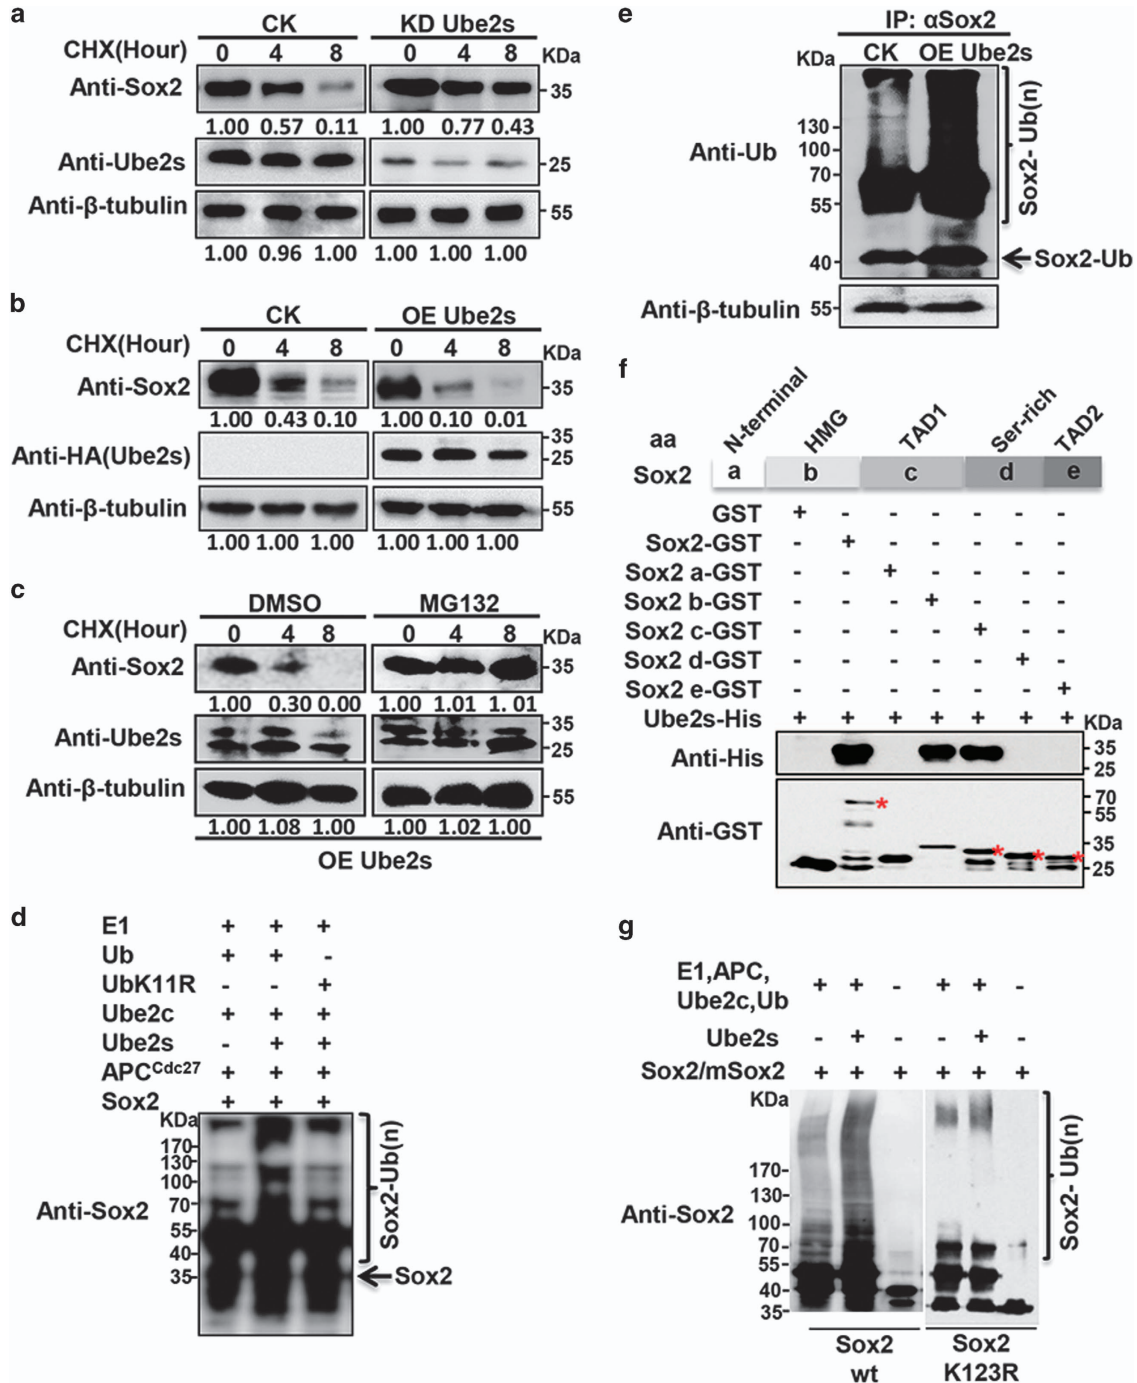 a
CK KD Ube2s
CHX(Hour) 0 4 8 0 4 8 KDa
Anti-Sox2 35
1.00 0.57 0.11 1.00 0.77 0.43
Anti-Ube2s 25
Anti-β-tubulin 55
1.00 0.96 1.00 1.00 1.00 1.00
b
CK OE Ube2s
CHX(Hour) 0 4 8 0 4 8 KDa
Anti-Sox2 35
1.00 0.43 0.10 1.00 0.10 0.01
35
Anti-HA(Ube2s) 25
Anti-β-tubulin 55
1.00 1.00 1.00 1.00 1.00 1.00
c
DMSO MG132
CHX(Hour) 0 4 8 0 4 8 KDa
Anti-Sox2 35
1.00 0.30 0.00 1.00 1.01 1.01
35
Anti-Ube2s 25
Anti-β-tubulin 55
1.00 1.08 1.00 1.00 1.02 1.00
OE Ube2s
d
E1 + + +
Ub + + -
UbK11R - - +
Ube2c + + +
Ube2s - + +
APCCdc27 + + +
Sox2 + + +
KDa
170
130
100
70
55
40
35
Anti-Sox2
Sox2-Ub(n)
Sox2
e
IP: αSox2
KDa CK OE Ube2s
130
100
70
55
40
Anti-Ub
Sox2- Ub(n)
Sox2-Ub
Anti-β-tubulin 55
f
aa N-terminal HMG TAD1 Ser-rich TAD2
Sox2 a b c d e
GST + - - - - - -
Sox2-GST - + - - - - -
Sox2 a-GST - - + - - - -
Sox2 b-GST - - - + - - -
Sox2 c-GST - - - - + - -
Sox2 d-GST - - - - - + -
Sox2 e-GST - - - - - - +
Ube2s-His + + + + + + + KDa
Anti-His 35
25
70
* 55
Anti-GST 35
* * *
25
g
E1,APC,
Ube2c,Ub + + - + + -
Ube2s - + - - + -
Sox2/mSox2 + + + + + +
KDa
170
130
100
70
55
40
35
Anti-Sox2
Sox2- Ub(n)
Sox2 Sox2
wt K123R